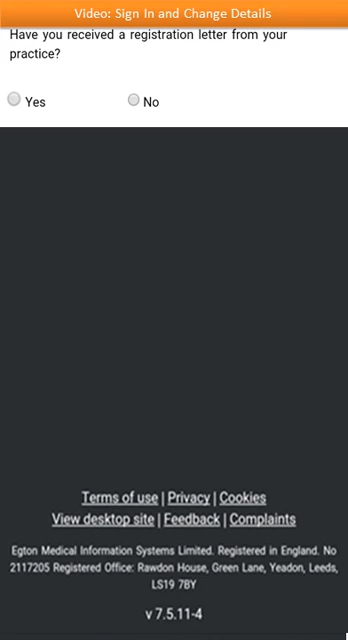 Video: Sign In and Change Details
Have you received a registration letter from your
practice?
Yes No
Terms of use | Privacy | Cookies
View desktop site | Feedback | Complaints
Egton Medical Information Systems Limited. Registered in England. No
2117205 Registered Office: Rawdon House, Green Lane, Yeadon, Leeds,
LS19 7BY
v 7.5.11-4